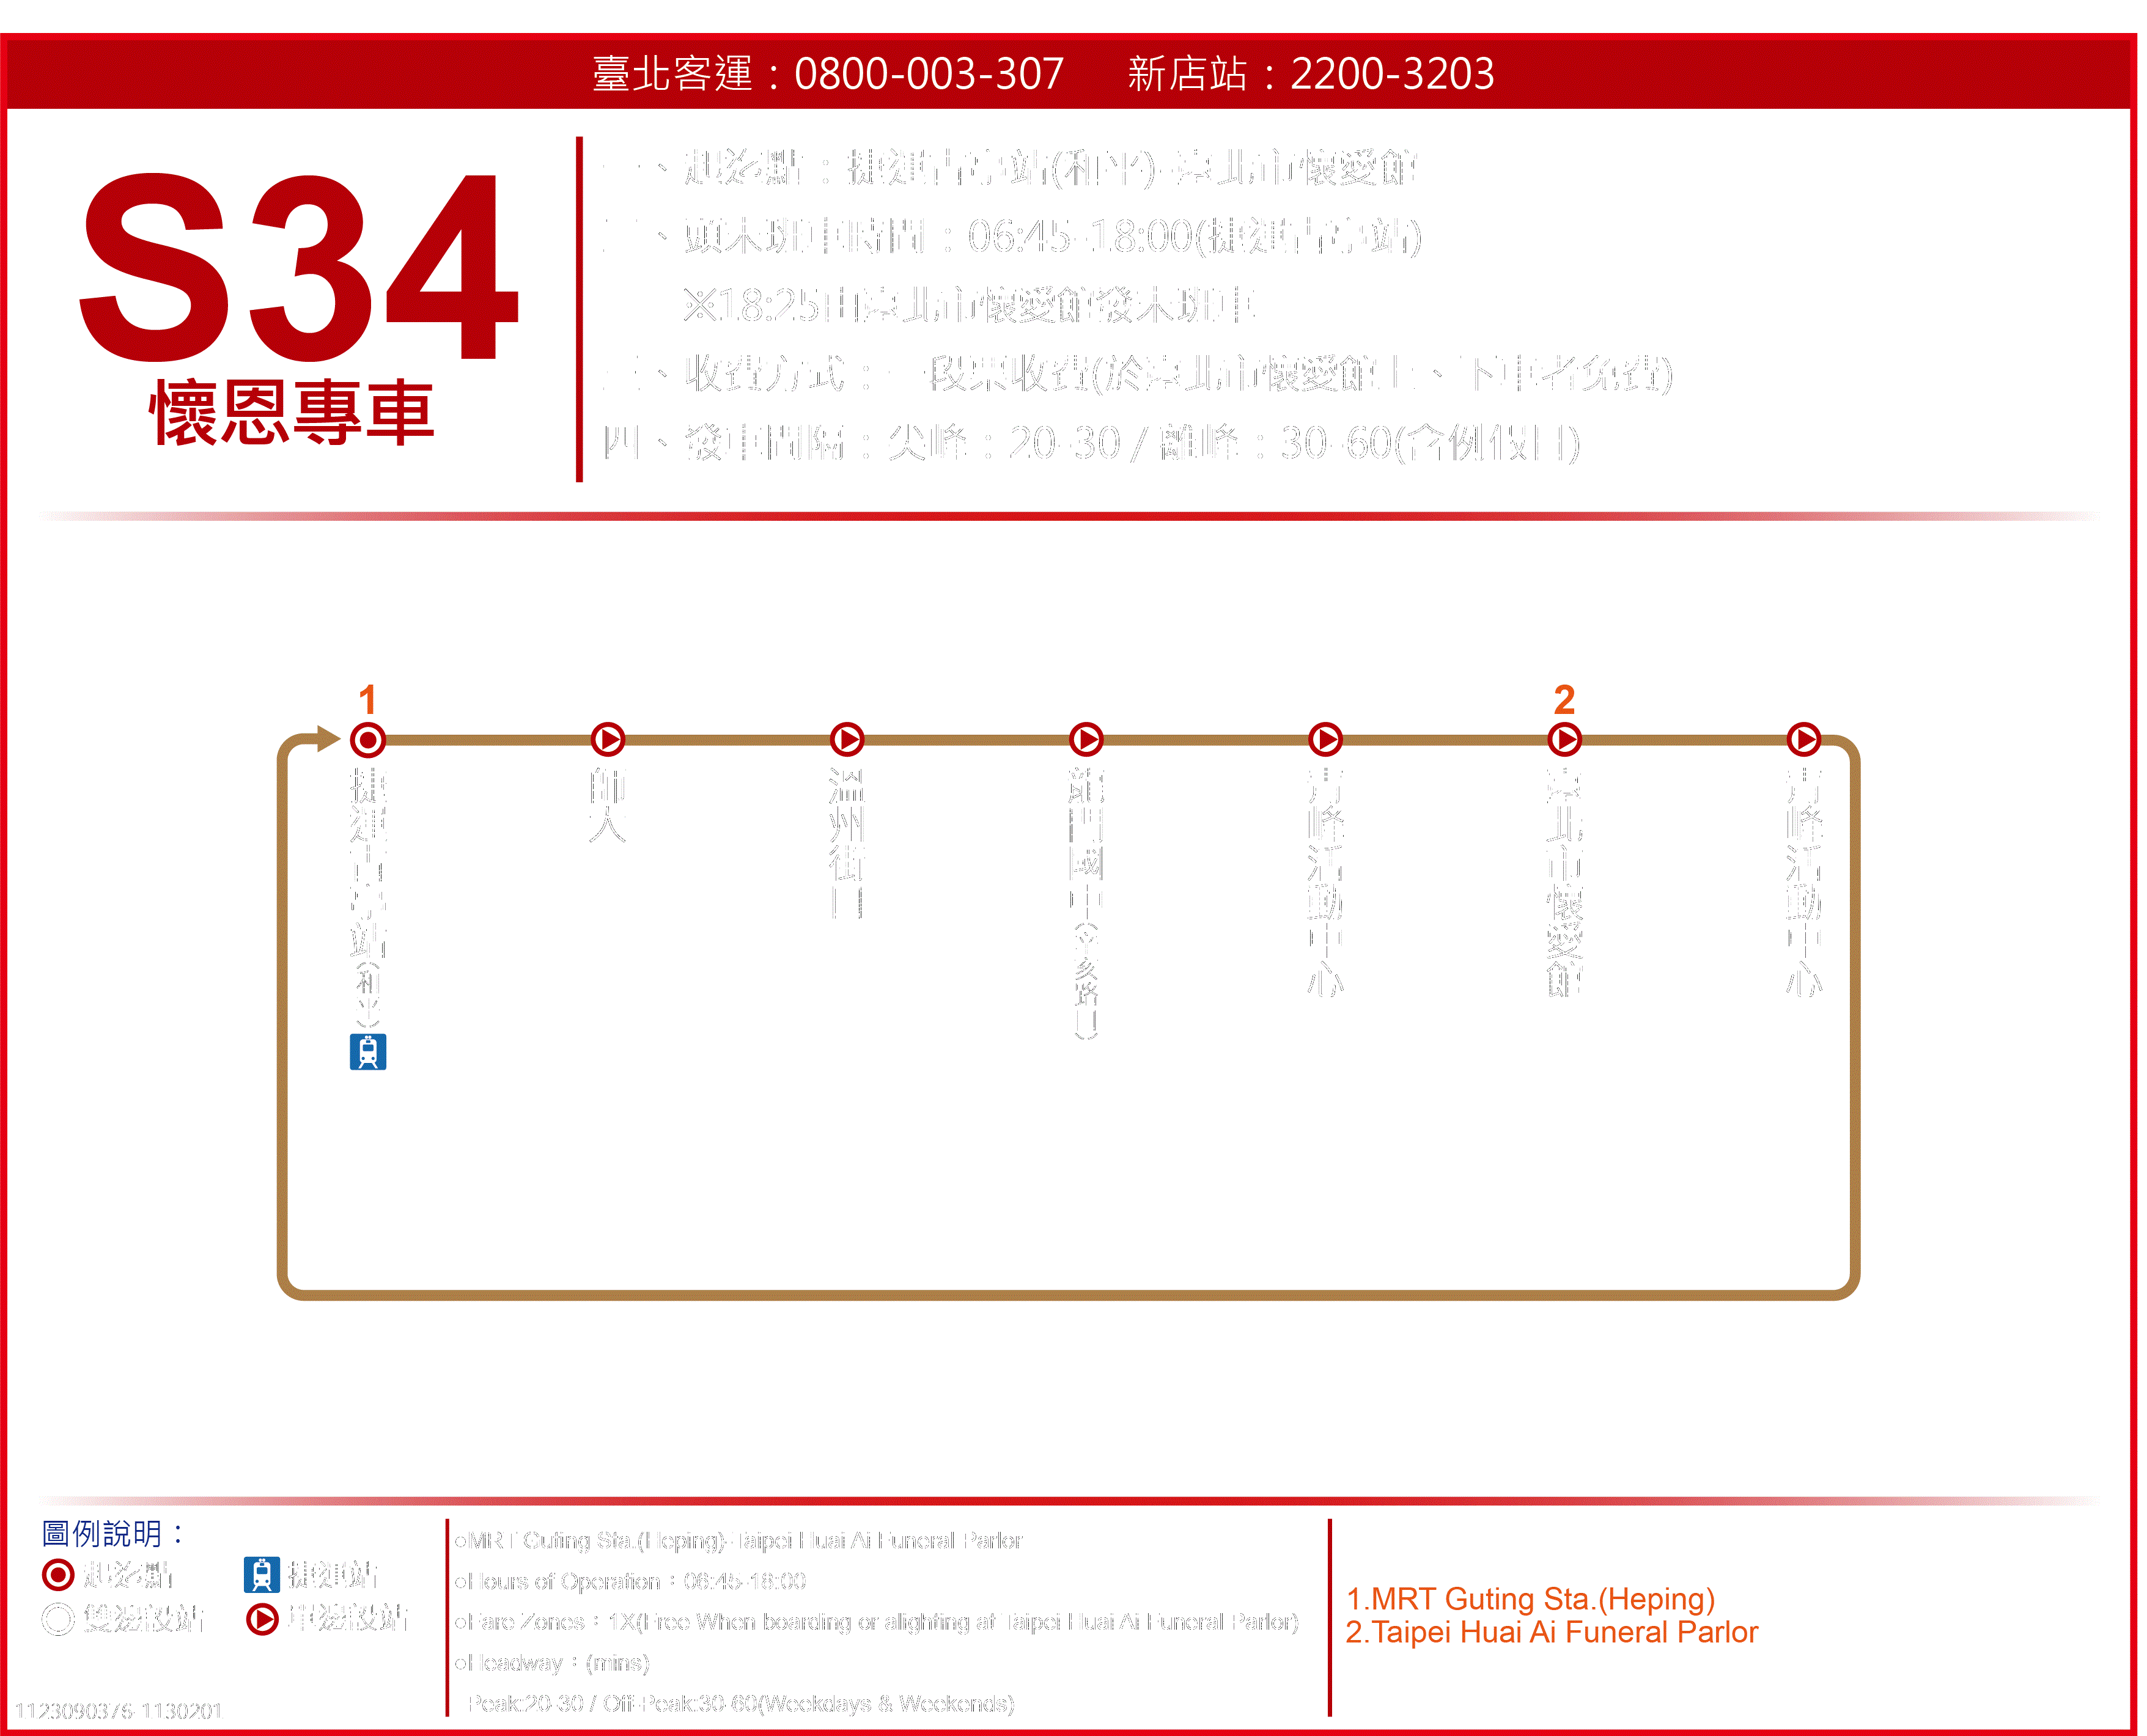 臺北客運：0800-003-307 新店站：2200-3203
S34
懷恩專車
一、起迄點：捷運古亭站(和平)-臺北市懷愛館
二、頭末班車時間：06:45-18:00(捷運古亭站)
※18:25由臺北市懷愛館發末班車
三、收費方式：一段票收費(於臺北市懷愛館上、下車者免費)
四、發車間隔：尖峰：20-30 / 離峰：30-60(含例假日)
1
2
捷運古亭站(和平)
師大
溫州街口
龍門國中(辛亥路口)
芳峰活動中心
臺北市懷愛館
芳峰活動中心
圖例說明：
起迄點
捷運站
雙邊設站
單邊設站
●MRT Guting Sta.(Heping)-Taipei Huai Ai Funeral Parlor
●Hours of Operation：06:45-18:00
●Fare Zones：1X(Free When boarding or alighting at Taipei Huai Ai Funeral Parlor)
●Headway：(mins)
Peak:20-30 / Off-Peak:30-60(Weekdays & Weekends)
1.MRT Guting Sta.(Heping)
2.Taipei Huai Ai Funeral Parlor
1123090376-1130201